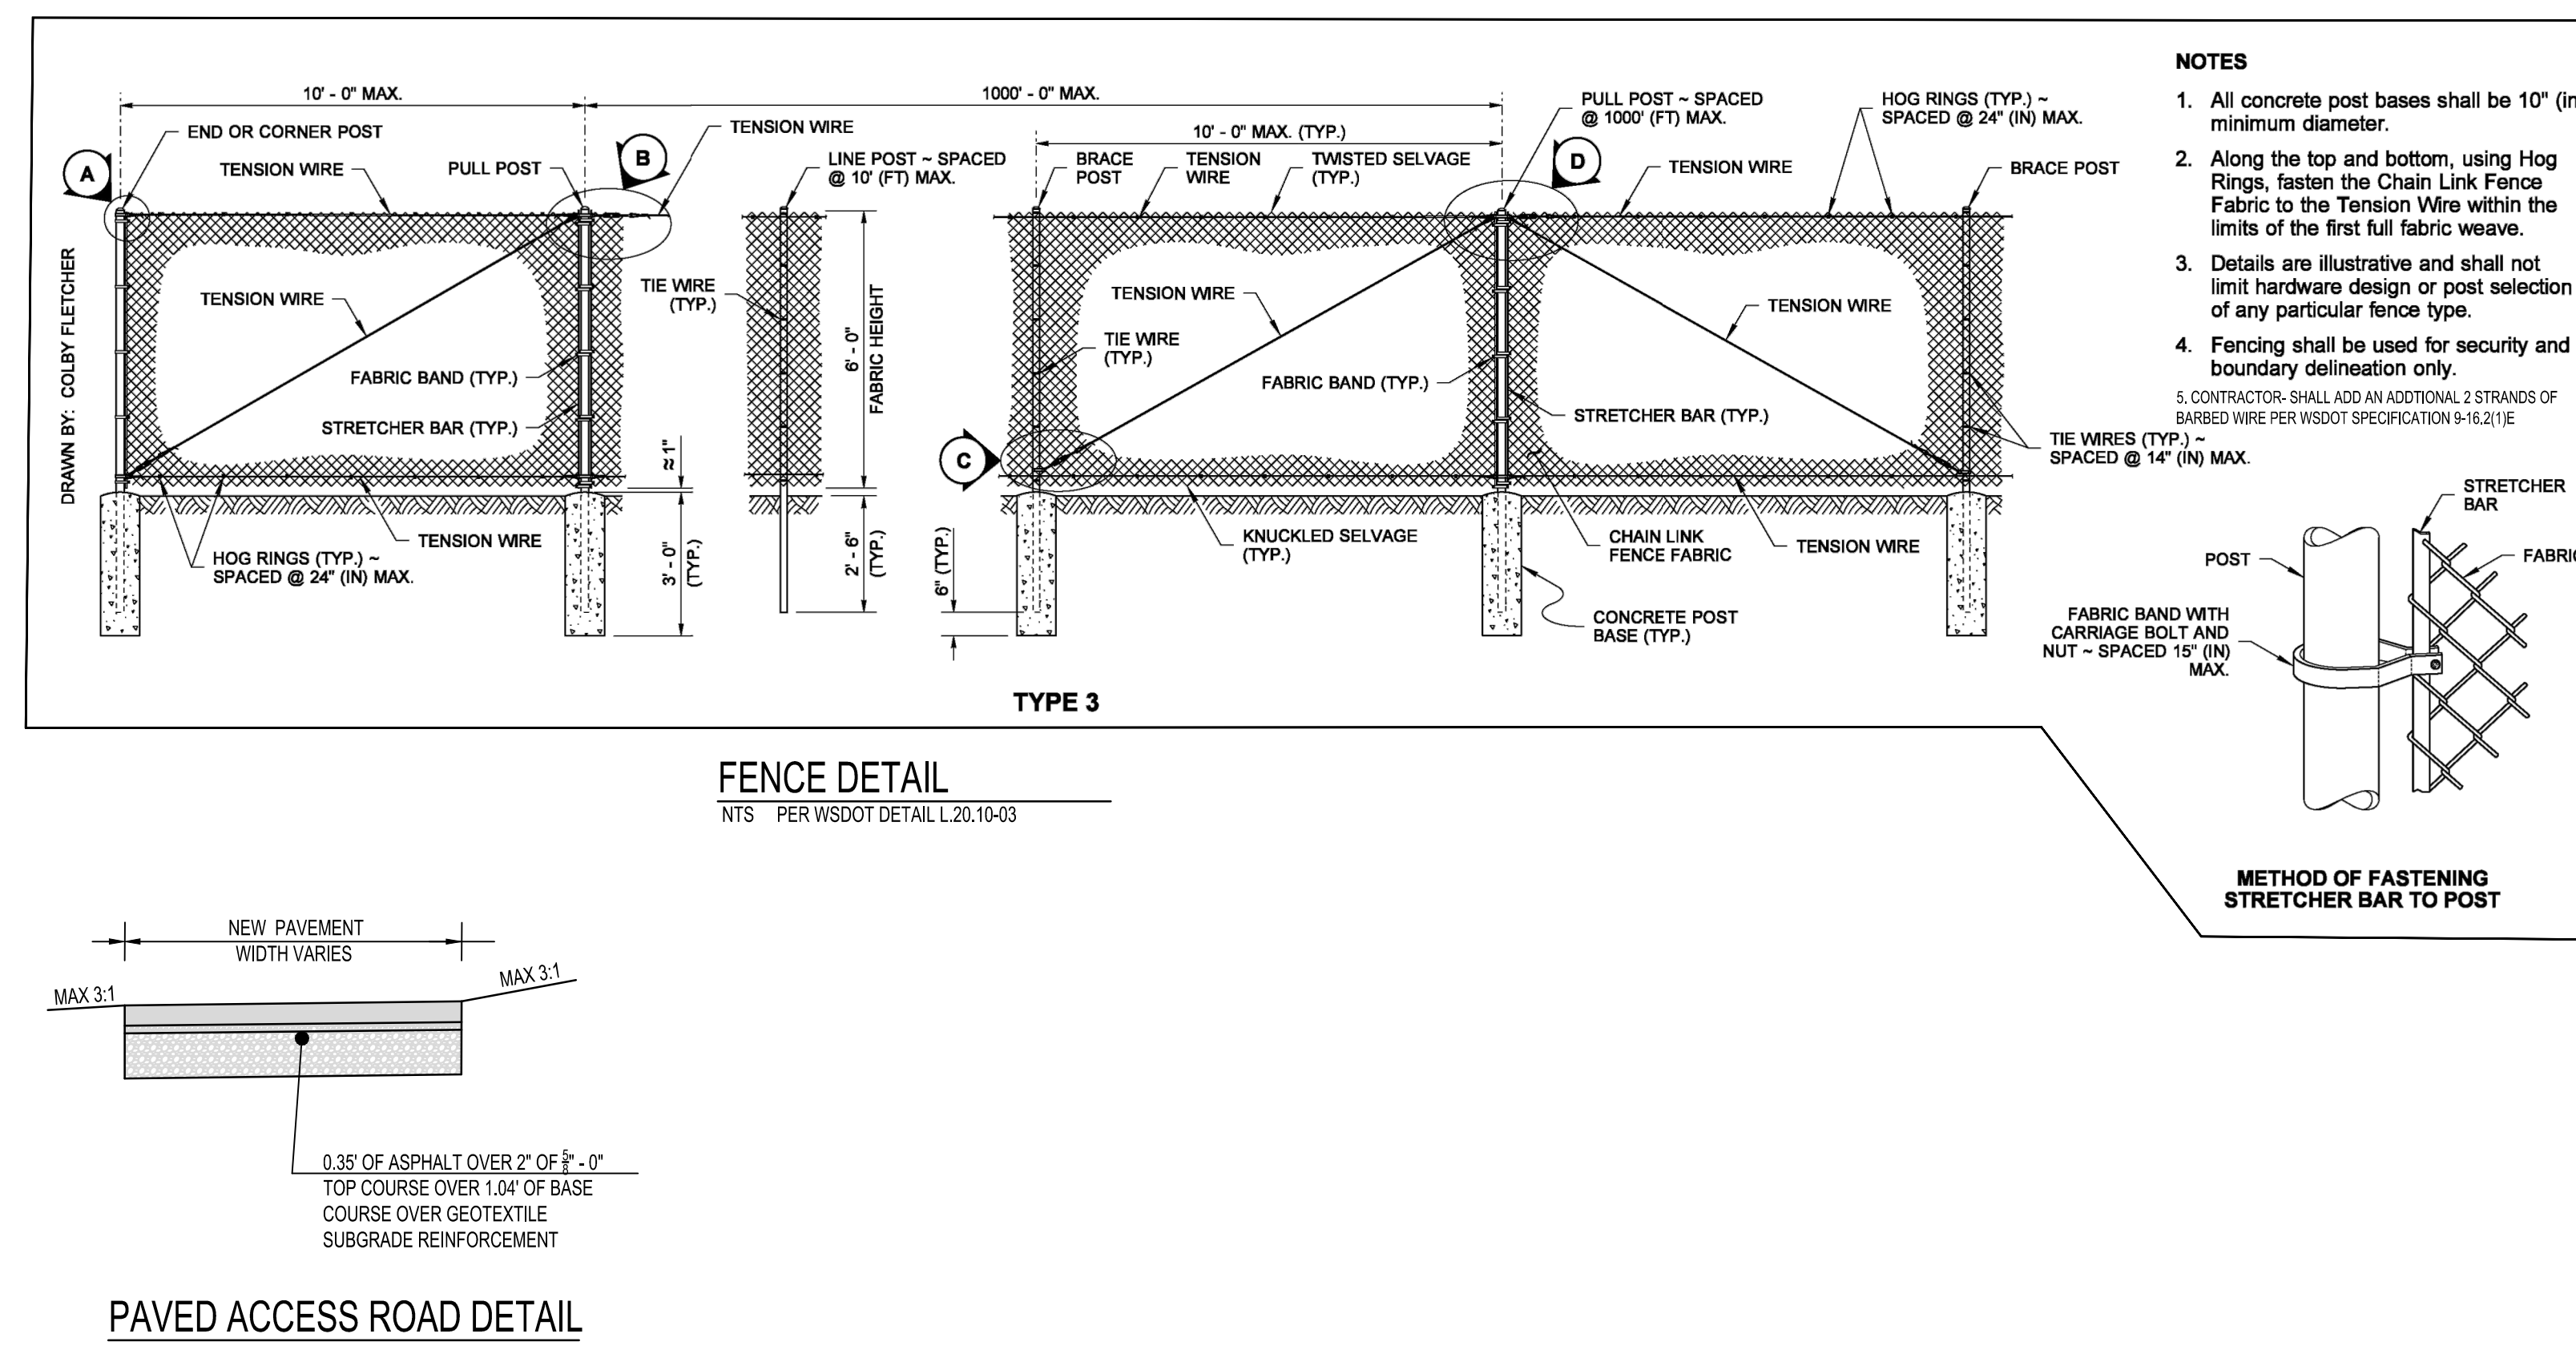 10' - 0" MAX.
1000' - 0" MAX.
END OR CORNER POST
TENSION WIRE
PULL POST
A
B
TENSION WIRE
LINE POST ~ SPACED
@ 10' (FT) MAX.
10' - 0" MAX. (TYP.)
BRACE
POST
TENSION
WIRE
TWISTED SELVAGE
(TYP.)
PULL POST ~ SPACED
@ 1000' (FT) MAX.
D
TENSION WIRE
HOG RINGS (TYP.) ~
SPACED @ 24" (IN) MAX.
BRACE POST
DRAWN BY: COLBY FLETCHER
TENSION WIRE
FABRIC BAND (TYP.)
STRETCHER BAR (TYP.)
TIE WIRE
(TYP.)
6' - 0"
FABRIC HEIGHT
≈ 1"
TENSION WIRE
TIE WIRE
(TYP.)
FABRIC BAND (TYP.)
C
TENSION WIRE
STRETCHER BAR (TYP.)
TIE WIRES (TYP.) ~
SPACED @ 14" (IN) MAX.
HOG RINGS (TYP.) ~
SPACED @ 24" (IN) MAX.
TENSION WIRE
3' - 0"
(TYP.)
2' - 6"
(TYP.)
6" (TYP.)
KNUCKLED SELVAGE
(TYP.)
CHAIN LINK
FENCE FABRIC
TENSION WIRE
CONCRETE POST
BASE (TYP.)
TYPE 3
NOTES
1. All concrete post bases shall be 10" (in
minimum diameter.
2. Along the top and bottom, using Hog
Rings, fasten the Chain Link Fence
Fabric to the Tension Wire within the
limits of the first full fabric weave.
3. Details are illustrative and shall not
limit hardware design or post selection
of any particular fence type.
4. Fencing shall be used for security and
boundary delineation only.
5. CONTRACTOR- SHALL ADD AN ADDTIONAL 2 STRANDS OF
BARBED WIRE PER WSDOT SPECIFICATION 9-16.2(1)E
STRETCHER
BAR
POST
FABRIC
FABRIC BAND WITH
CARRIAGE BOLT AND
NUT ~ SPACED 15" (IN)
MAX.
METHOD OF FASTENING
STRETCHER BAR TO POST
FENCE DETAIL
NTS PER WSDOT DETAIL L.20.10-03
NEW PAVEMENT
WIDTH VARIES
MAX 3:1
MAX 3:1
0.35' OF ASPHALT OVER 2" OF 5/8" - 0"
TOP COURSE OVER 1.04' OF BASE
COURSE OVER GEOTEXTILE
SUBGRADE REINFORCEMENT
PAVED ACCESS ROAD DETAIL